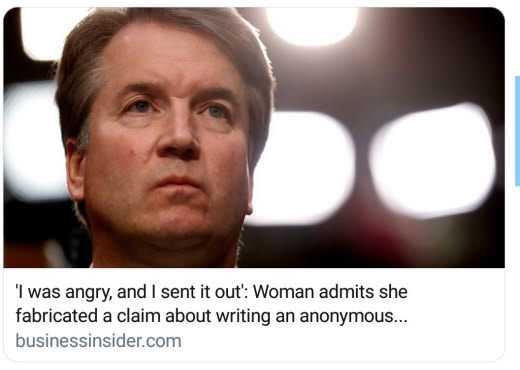 'I was angry, and I sent it out': Woman admits she
fabricated a claim about writing an anonymous...
businessinsider.com